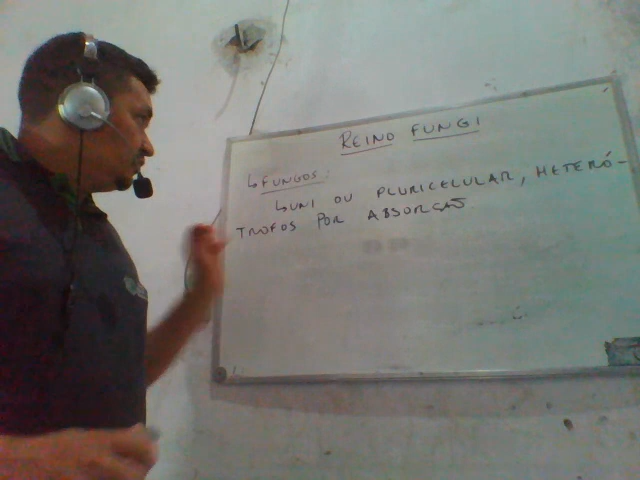 REINO FUNGI
↳ FUNGOS:
↳ UNI OU PLURICELULAR, HETERÓ-
TROFOS POR ABSORÇÃO.